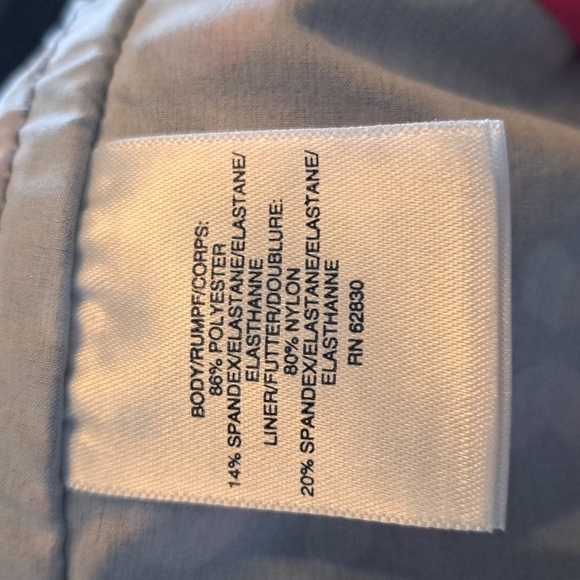 BODY/RUMPF/CORPS:
86% POLYESTER
14% SPANDEX/ELASTANE/ELASTANE/
ELASTHANNE
LINER/FUTTER/DOUBLURE:
80% NYLON
20% SPANDEX/ELASTANE/ELASTANE/
ELASTHANNE
RN 62830